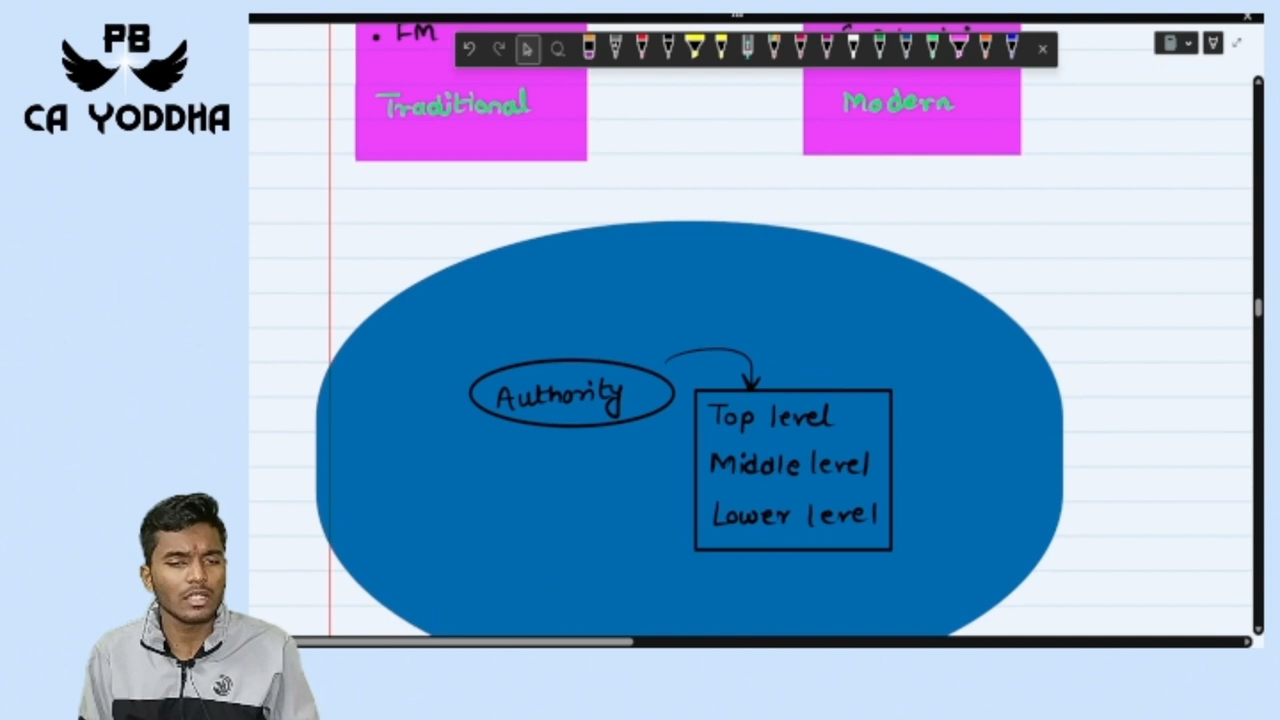 PB
CA YODDHA
• FM
Traditional
Modern
Authority
Top level
Middle level
Lower level